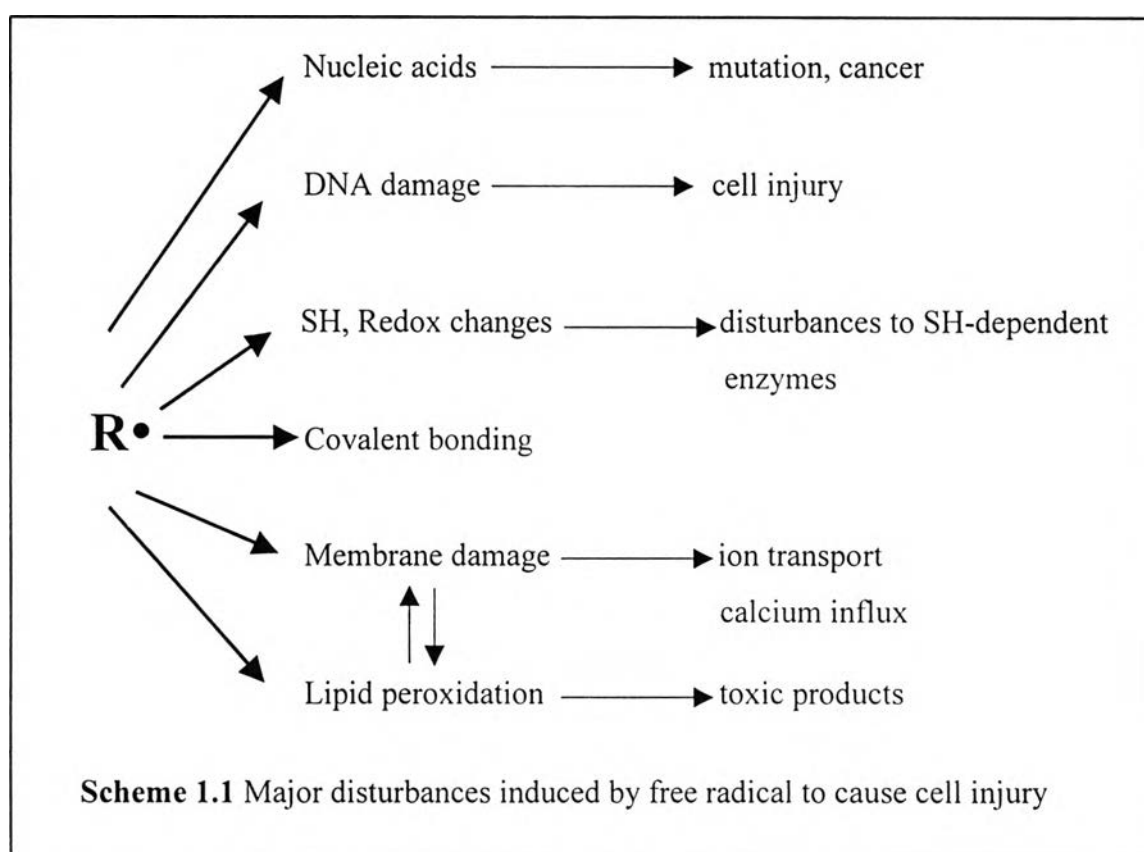 Nucleic acids mutation, cancer
DNA damage cell injury
SH, Redox changes disturbances to SH-dependent
enzymes
R•
Covalent bonding
Membrane damage ion transport
calcium influx
Lipid peroxidation toxic products
Scheme 1.1 Major disturbances induced by free radical to cause cell injury